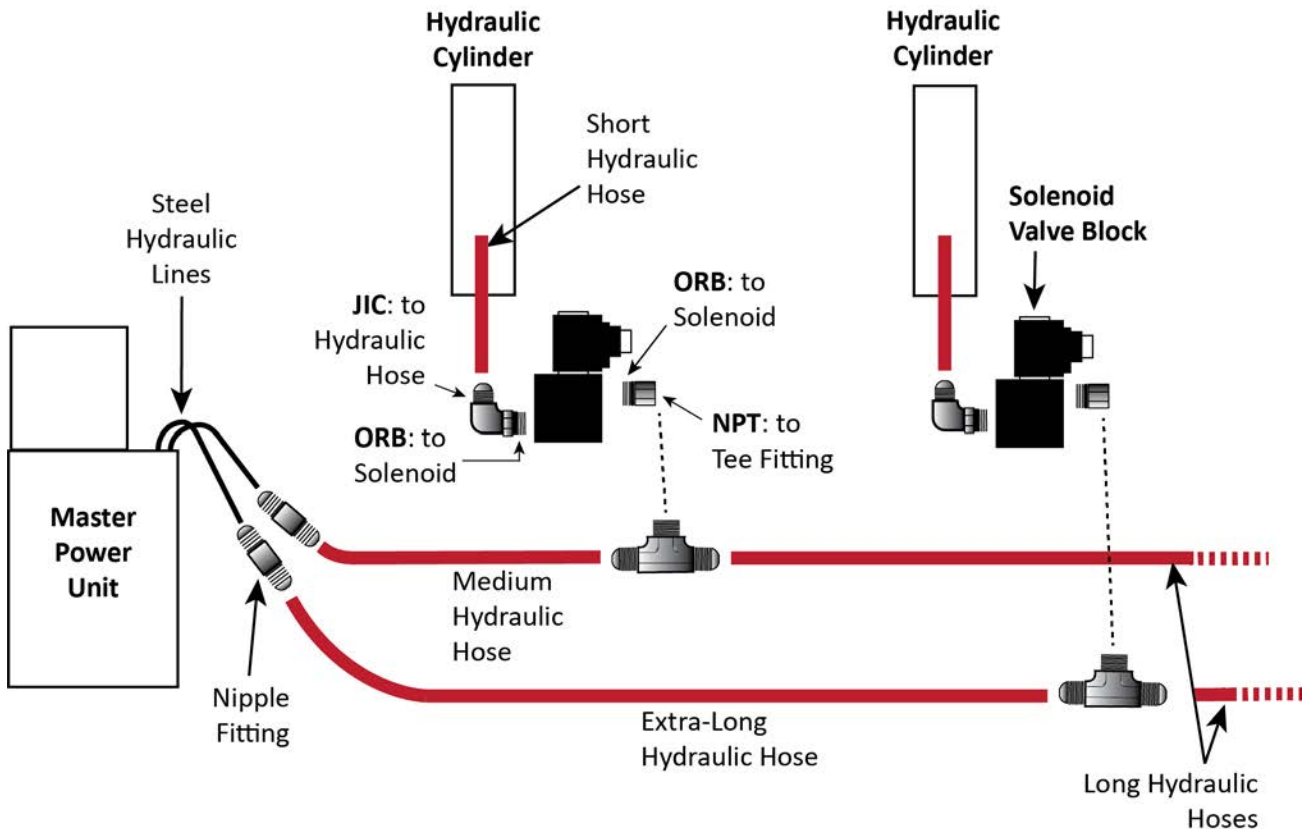 Hydraulic
Cylinder
Hydraulic
Cylinder
Short
Hydraulic
Hose
Steel
Hydraulic
Lines
Solenoid
Valve Block
JIC: to
Hydraulic
Hose
ORB: to
Solenoid
ORB: to
Solenoid
NPT: to
Tee Fitting
Master
Power
Unit
Medium
Hydraulic
Hose
Nipple
Fitting
Extra-Long
Hydraulic Hose
Long Hydraulic
Hoses